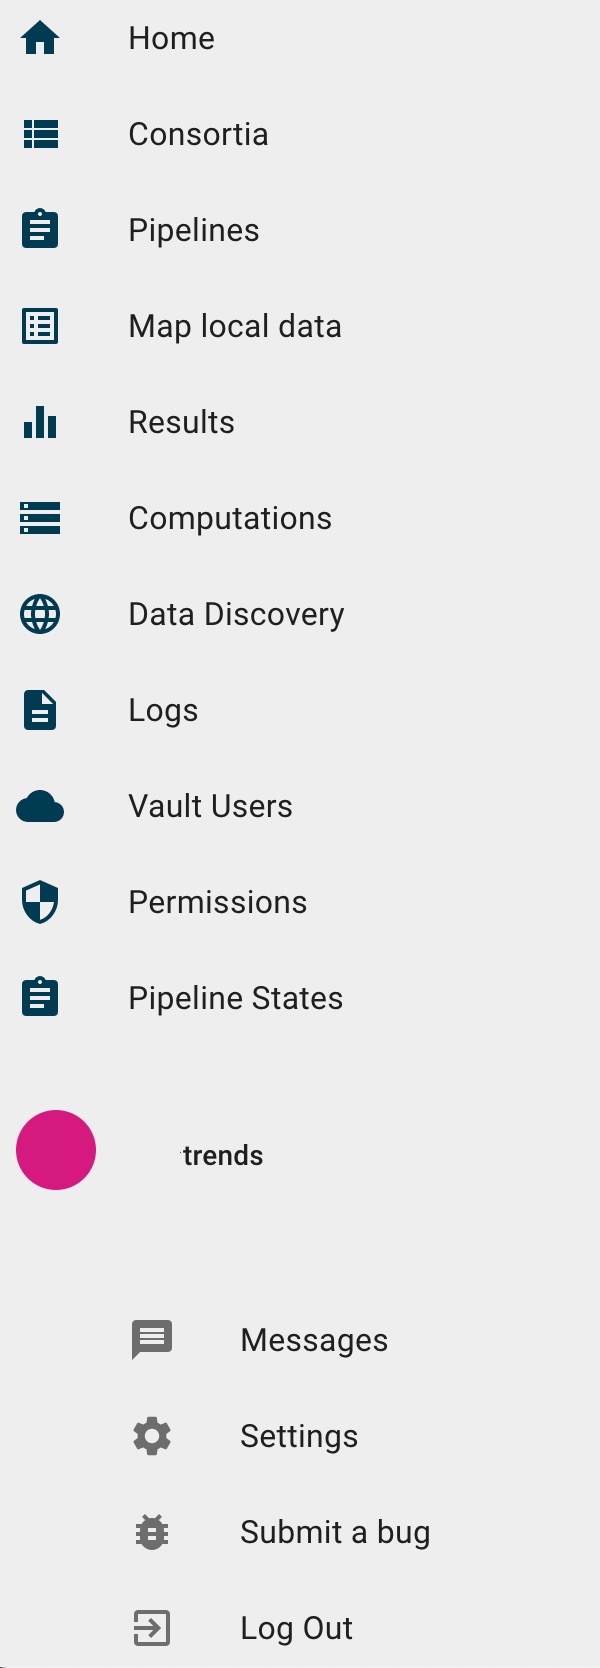 Home
Consortia
Pipelines
Map local data
Results
Computations
Data Discovery
Logs
Vault Users
Permissions
Pipeline States
trends
Messages
Settings
Submit a bug
Log Out